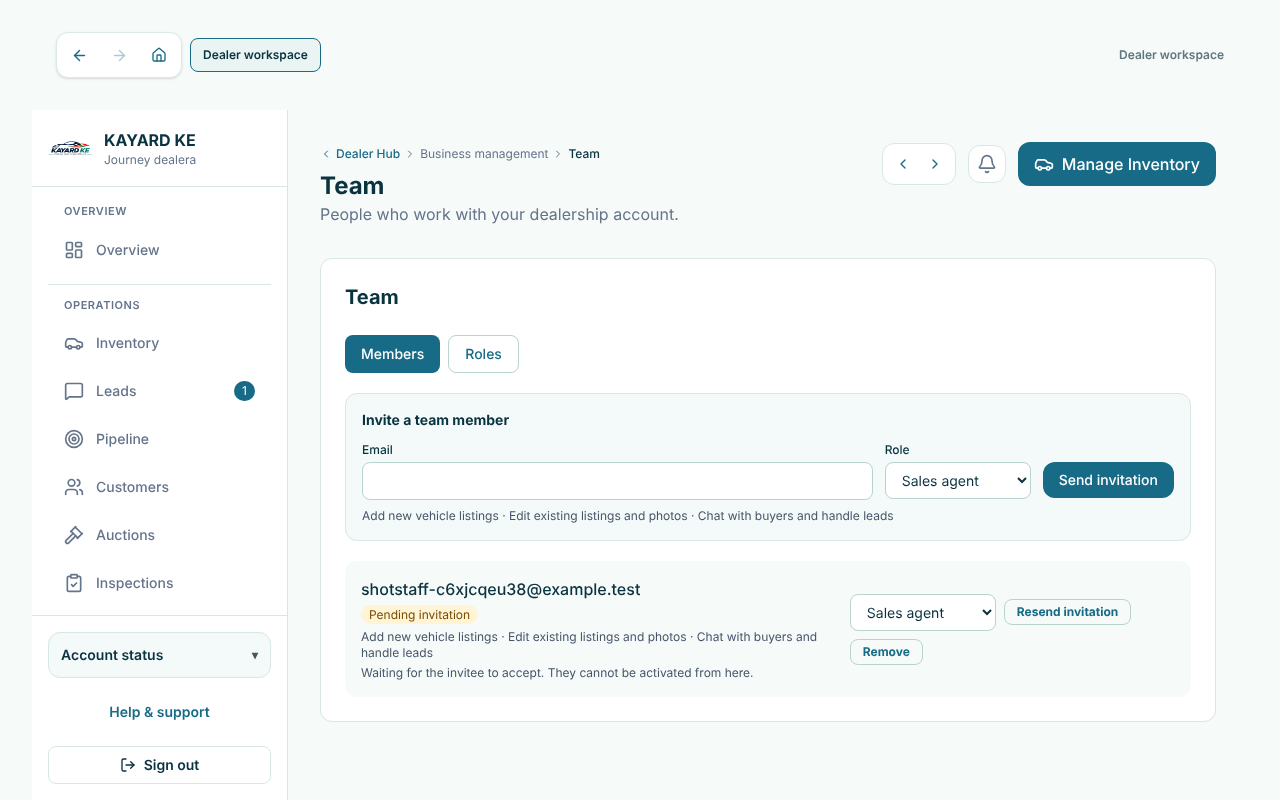 Dealer workspace
Dealer workspace
KAYARD KE
KAYARD KE
Journey dealera
OVERVIEW
Overview
OPERATIONS
Inventory
Leads
1
Pipeline
Customers
Auctions
Inspections
Account status
Help & support
Sign out
Dealer Hub
Business management
Team
Manage Inventory
Team
People who work with your dealership account.
Team
Members
Roles
Invite a team member
Email
Role
Sales agent
Send invitation
Add new vehicle listings · Edit existing listings and photos · Chat with buyers and handle leads
shotstaff-c6xjcqeu38@example.test
Pending invitation
Add new vehicle listings · Edit existing listings and photos · Chat with buyers and
handle leads
Waiting for the invitee to accept. They cannot be activated from here.
Sales agent
Resend invitation
Remove